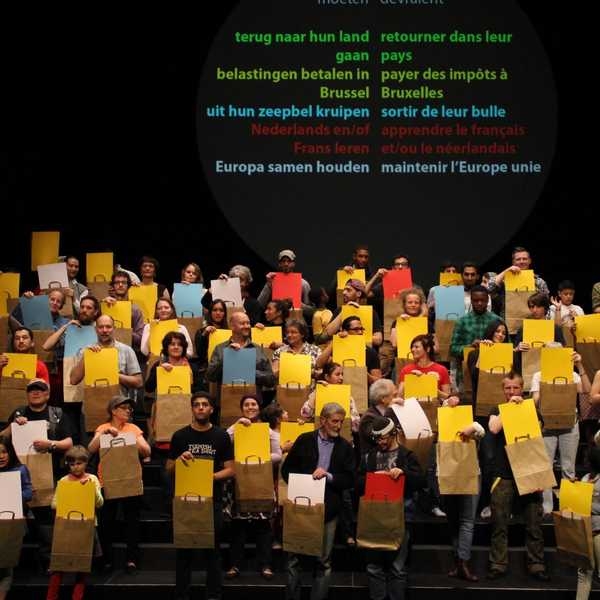 moeten devraient
terug naar hun land retourner dans leur
gaan pays
belastingen betalen in payer des impôts à
Brussel Bruxelles
uit hun zeepbel kruipen sortir de leur bulle
Nederlands en/of apprendre le français
Frans leren et/ou le néerlandais
Europa samen houden maintenir l'Europe unie